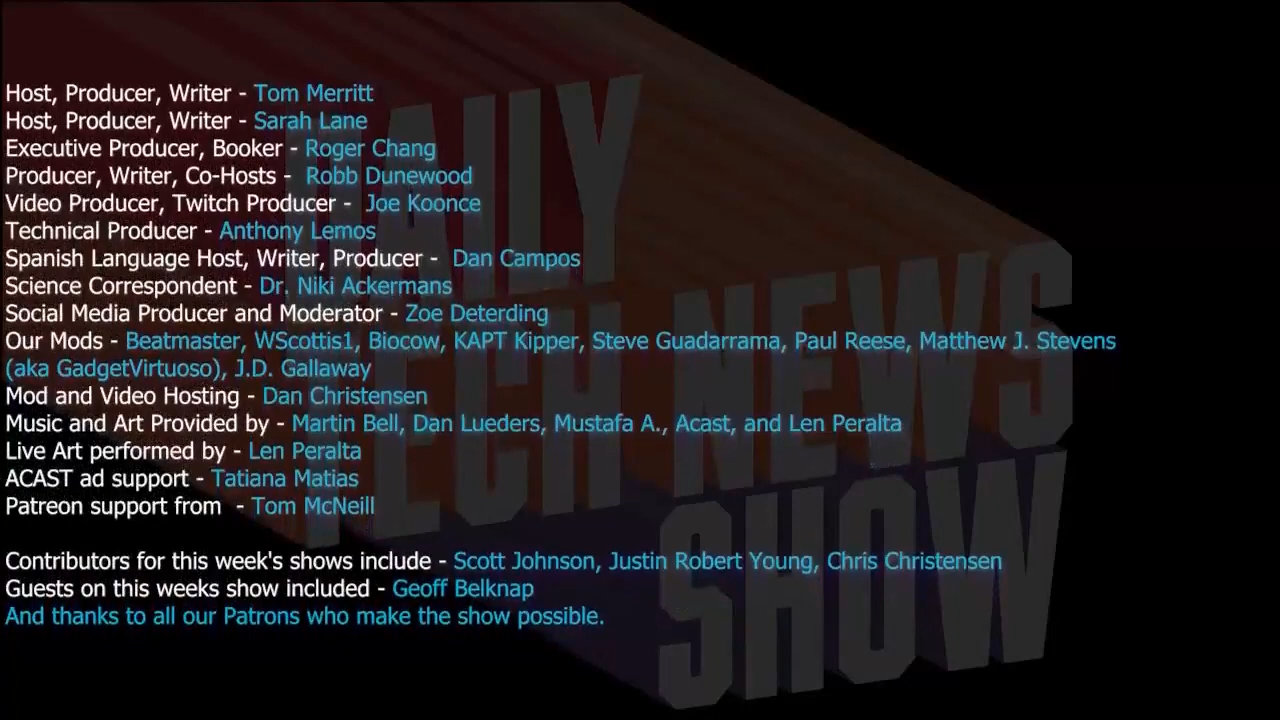 Host, Producer, Writer - Tom Merritt
Host, Producer, Writer - Sarah Lane
Executive Producer, Booker - Roger Chang
Producer, Writer, Co-Hosts - Robb Dunewood
Video Producer, Twitch Producer - Joe Koonce
Technical Producer - Anthony Lemos
Spanish Language Host, Writer, Producer - Dan Campos
Science Correspondent - Dr. Niki Ackermans
Social Media Producer and Moderator - Zoe Deterding
Our Mods - Beatmaster, WScottis1, Biocow, KAPT Kipper, Steve Guadarrama, Paul Reese, Matthew J. Stevens
(aka GadgetVirtuoso), J.D. Gallaway
Mod and Video Hosting - Dan Christensen
Music and Art Provided by - Martin Bell, Dan Lueders, Mustafa A., Acast, and Len Peralta
Live Art performed by - Len Peralta
ACAST ad support - Tatiana Matias
Patreon support from - Tom McNeill
Contributors for this week's shows include - Scott Johnson, Justin Robert Young, Chris Christensen
Guests on this weeks show included - Geoff Belknap
And thanks to all our Patrons who make the show possible.
DAILY
TECH NEWS
SHOW